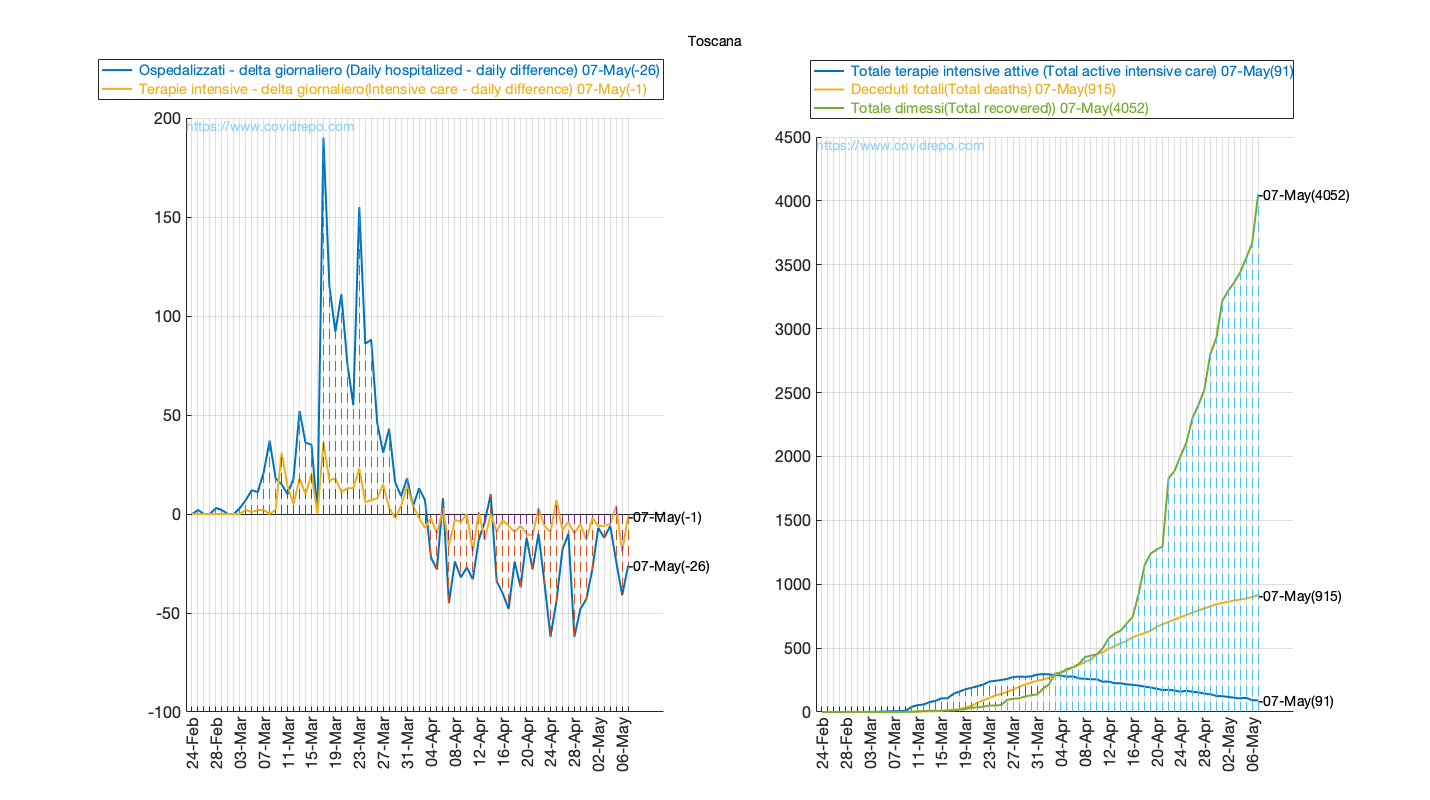 Toscana
Ospedalizzati - delta giornaliero (Daily hospitalized - daily difference) 07-May(-26)
Terapie intensive - delta giornaliero(Intensive care - daily difference) 07-May(-1)
https://www.covidrepo.com
200
150
100
50
0
-50
-100
07-May(-1)
07-May(-26)
24-Feb
28-Feb
03-Mar
07-Mar
11-Mar
15-Mar
19-Mar
23-Mar
27-Mar
31-Mar
04-Apr
08-Apr
12-Apr
16-Apr
20-Apr
24-Apr
28-Apr
02-May
06-May
Totale terapie intensive attive (Total active intensive care) 07-May(91)
Deceduti totali(Total deaths) 07-May(915)
Totale dimessi(Total recovered)) 07-May(4052)
https://www.covidrepo.com
4500
4000
3500
3000
2500
2000
1500
1000
500
0
07-May(4052)
07-May(915)
07-May(91)
24-Feb
28-Feb
03-Mar
07-Mar
11-Mar
15-Mar
19-Mar
23-Mar
27-Mar
31-Mar
04-Apr
08-Apr
12-Apr
16-Apr
20-Apr
24-Apr
28-Apr
02-May
06-May